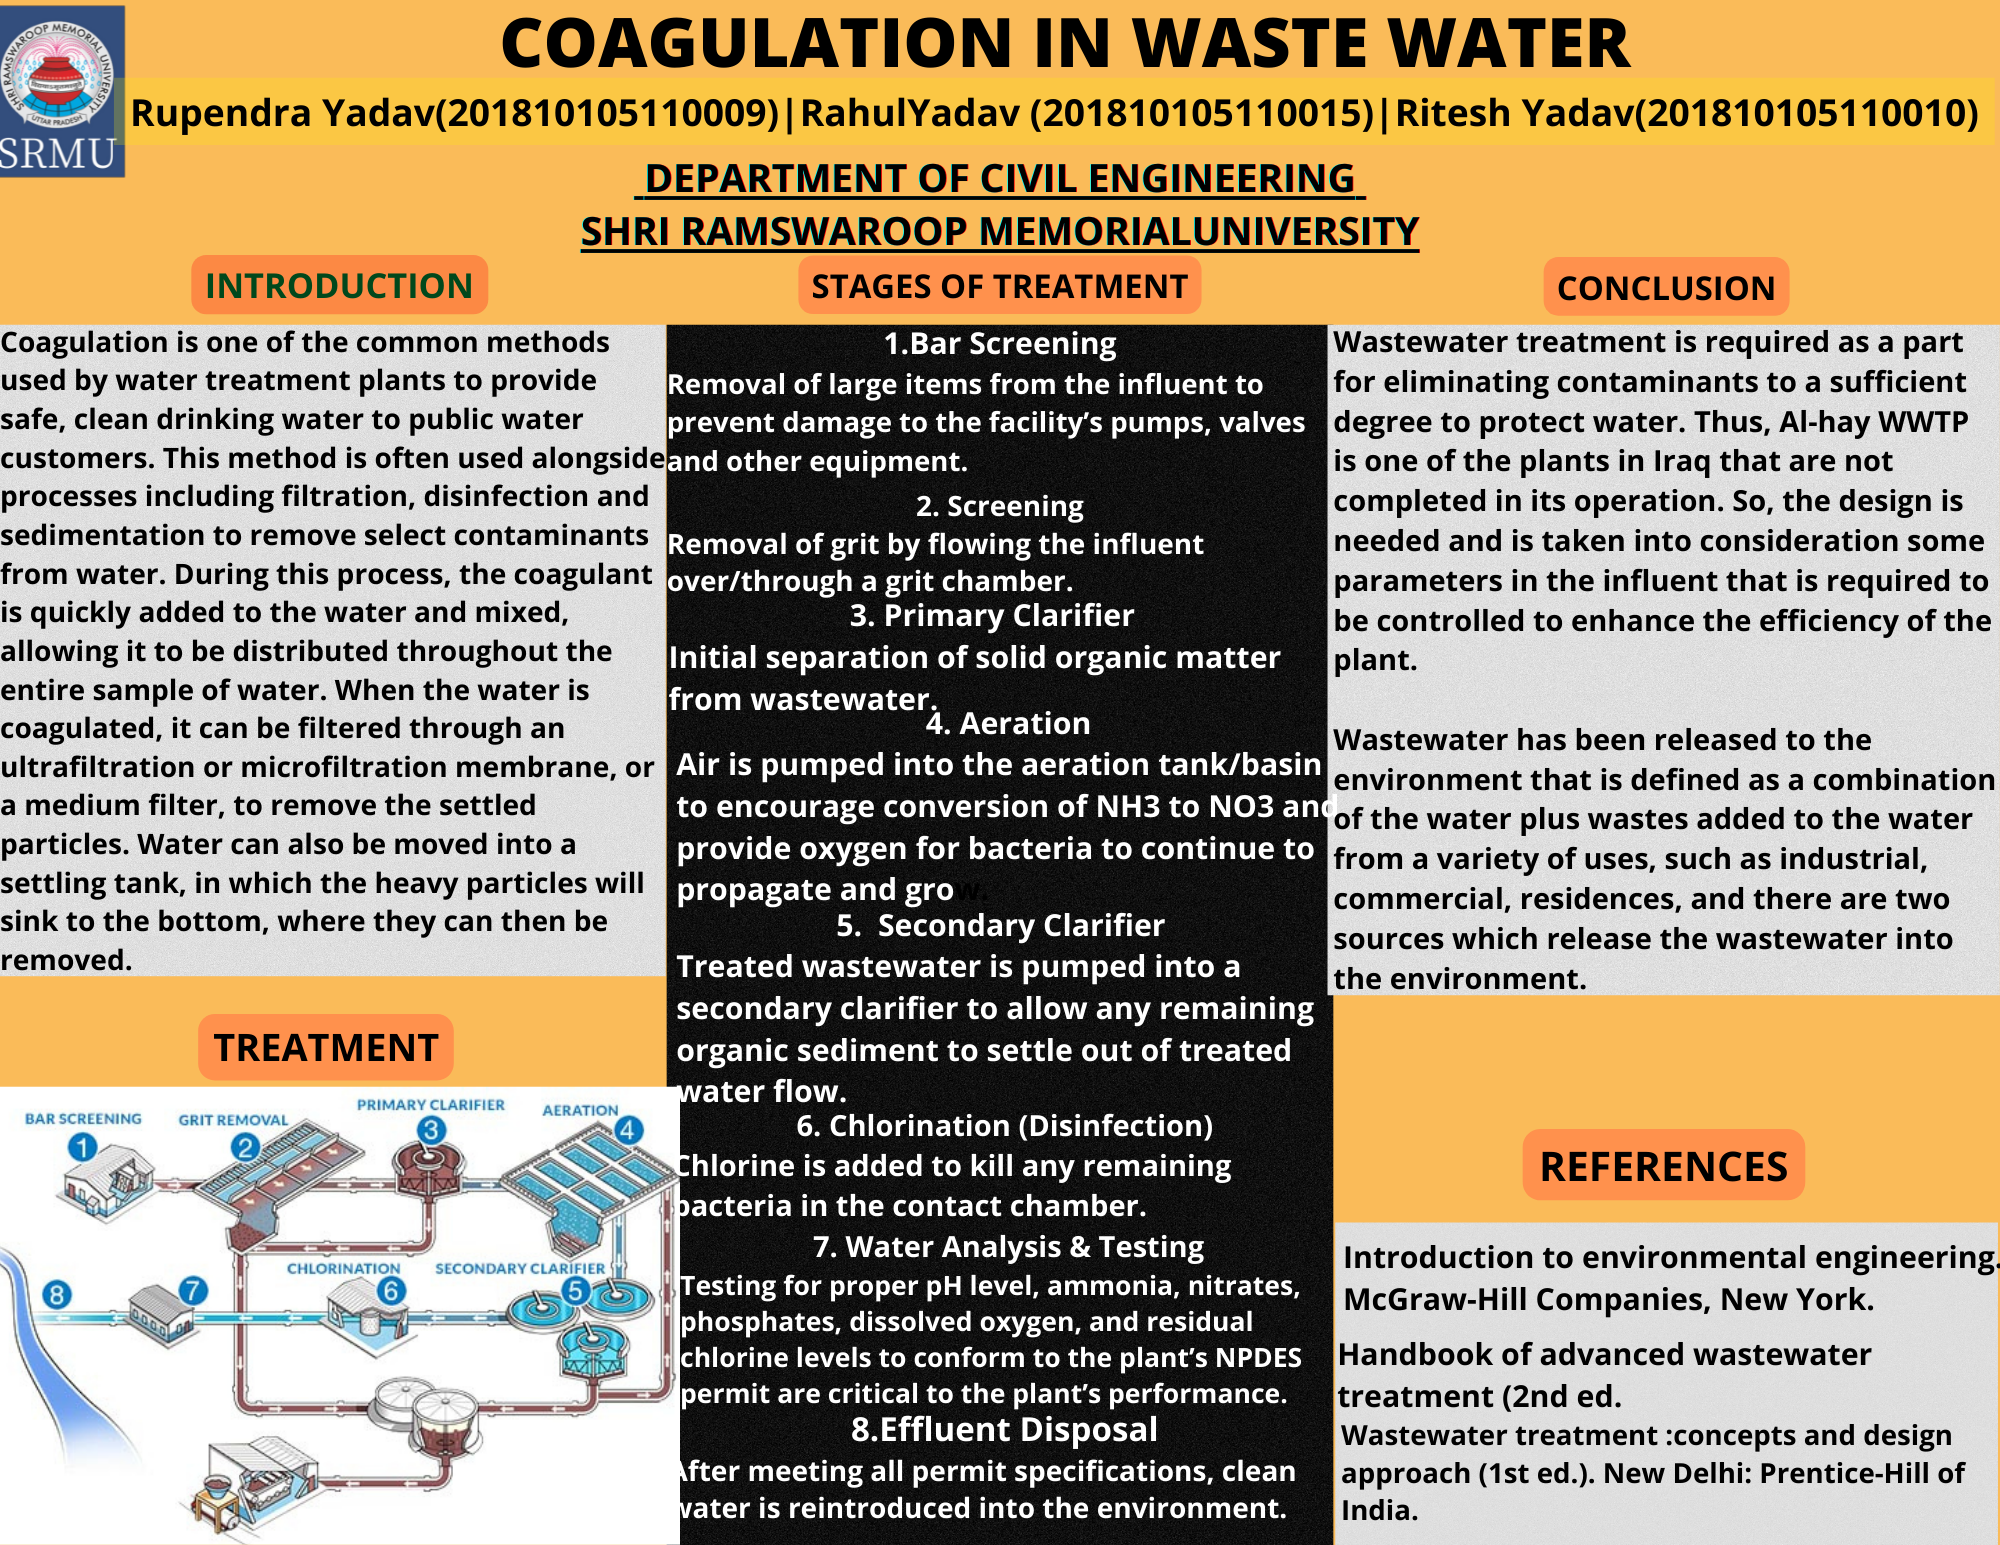 COAGULATION IN WASTE WATER
SHRI RAMSWAROOP MEMORIAL UNIVERSITY
UTTAR PRADESH
SRMU
Rupendra Yadav(201810105110009)|RahulYadav (201810105110015)|Ritesh Yadav(201810105110010)
DEPARTMENT OF CIVIL ENGINEERING
SHRI RAMSWAROOP MEMORIALUNIVERSITY
INTRODUCTION
Coagulation is one of the common methods
used by water treatment plants to provide
safe, clean drinking water to public water
customers. This method is often used alongside
processes including filtration, disinfection and
sedimentation to remove select contaminants
from water. During this process, the coagulant
is quickly added to the water and mixed,
allowing it to be distributed throughout the
entire sample of water. When the water is
coagulated, it can be filtered through an
ultrafiltration or microfiltration membrane, or
a medium filter, to remove the settled
particles. Water can also be moved into a
settling tank, in which the heavy particles will
sink to the bottom, where they can then be
removed.
TREATMENT
BAR SCREENING
1
GRIT REMOVAL
2
PRIMARY CLARIFIER
3
AERATION
4
CHLORINATION
6
SECONDARY CLARIFIER
5
7
8
STAGES OF TREATMENT
1.Bar Screening
Removal of large items from the influent to
prevent damage to the facility’s pumps, valves
and other equipment.
2. Screening
Removal of grit by flowing the influent
over/through a grit chamber.
3. Primary Clarifier
Initial separation of solid organic matter
from wastewater.
4. Aeration
Air is pumped into the aeration tank/basin
to encourage conversion of NH3 to NO3 and
provide oxygen for bacteria to continue to
propagate and grow.
5. Secondary Clarifier
Treated wastewater is pumped into a
secondary clarifier to allow any remaining
organic sediment to settle out of treated
water flow.
6. Chlorination (Disinfection)
Chlorine is added to kill any remaining
bacteria in the contact chamber.
7. Water Analysis & Testing
Testing for proper pH level, ammonia, nitrates,
phosphates, dissolved oxygen, and residual
chlorine levels to conform to the plant’s NPDES
permit are critical to the plant’s performance.
8.Effluent Disposal
After meeting all permit specifications, clean
water is reintroduced into the environment.
CONCLUSION
Wastewater treatment is required as a part
for eliminating contaminants to a sufficient
degree to protect water. Thus, Al-hay WWTP
is one of the plants in Iraq that are not
completed in its operation. So, the design is
needed and is taken into consideration some
parameters in the influent that is required to
be controlled to enhance the efficiency of the
plant.
Wastewater has been released to the
environment that is defined as a combination
of the water plus wastes added to the water
from a variety of uses, such as industrial,
commercial, residences, and there are two
sources which release the wastewater into
the environment.
REFERENCES
Introduction to environmental engineering.
McGraw-Hill Companies, New York.
Handbook of advanced wastewater
treatment (2nd ed.
Wastewater treatment :concepts and design
approach (1st ed.). New Delhi: Prentice-Hill of
India.